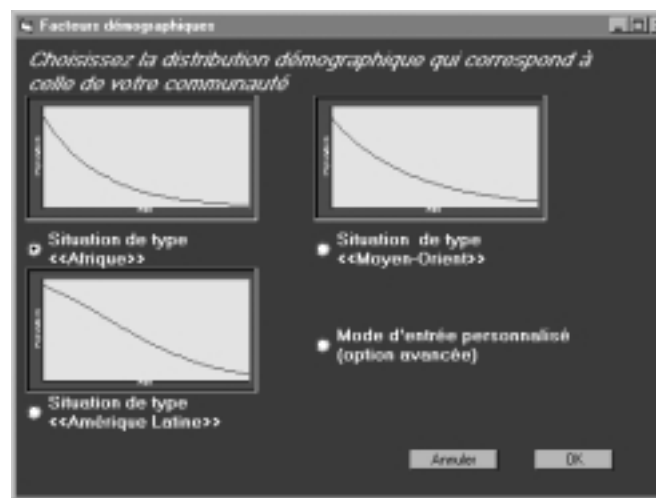 Facteurs démographiques
Choisissez la distribution démographique qui correspond à
celle de votre communauté
Situation de type
<<Afrique>>
Situation de type
<<Moyen-Orient>>
Situation de type
<<Amérique Latine>>
Mode d'entrée personnalisé
(option avancée)
Annuler
OK